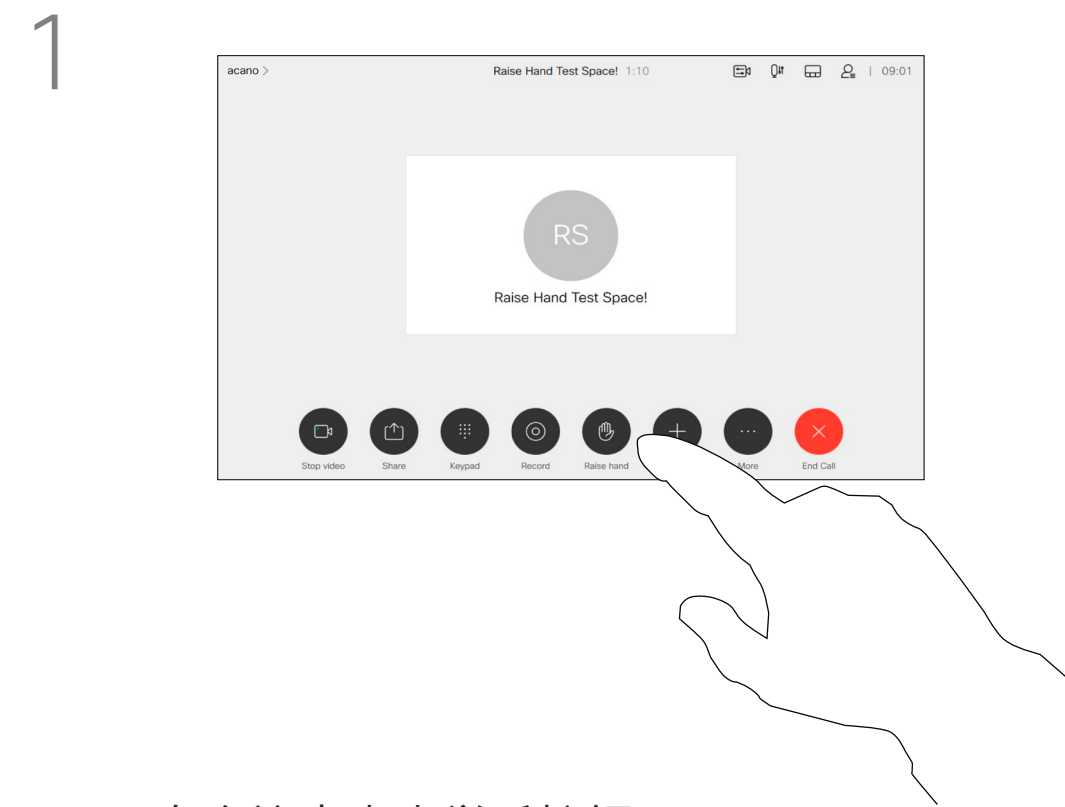 1
acano > Raise Hand Test Space! 1:10 | 09:01
RS
Raise Hand Test Space!
Stop video Share Keypad Record Raise hand More End Call